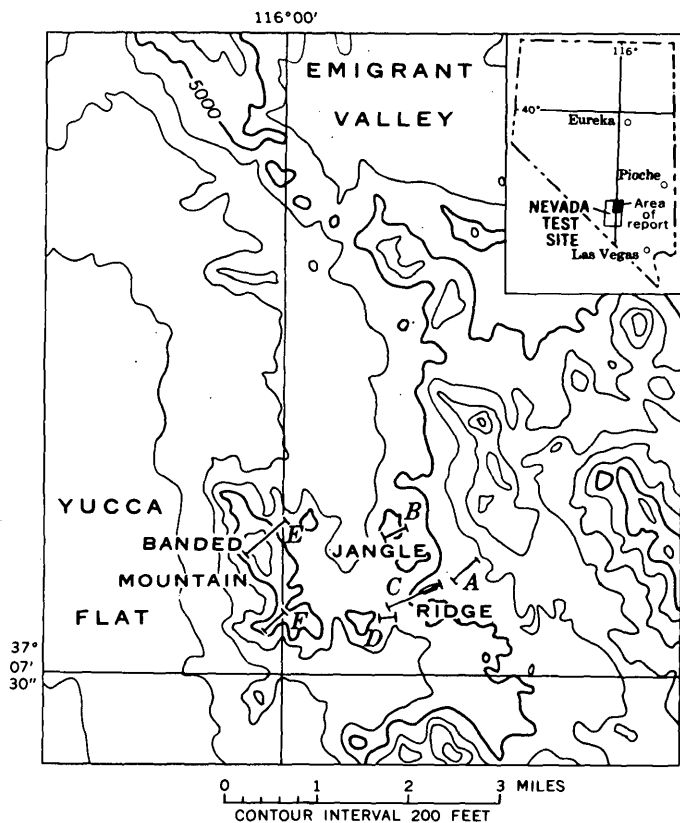 116°00′
EMIGRANT
VALLEY
5000
116°
40°
Eureka
Pioche
NEVADA
TEST
SITE
Area
of
report
Las Vegas
YUCCA
FLAT
BANDED
MOUNTAIN
JANGLE
RIDGE
B
E
A
C
F
D
37°
07′
30″
0 1 2 3 MILES
CONTOUR INTERVAL 200 FEET